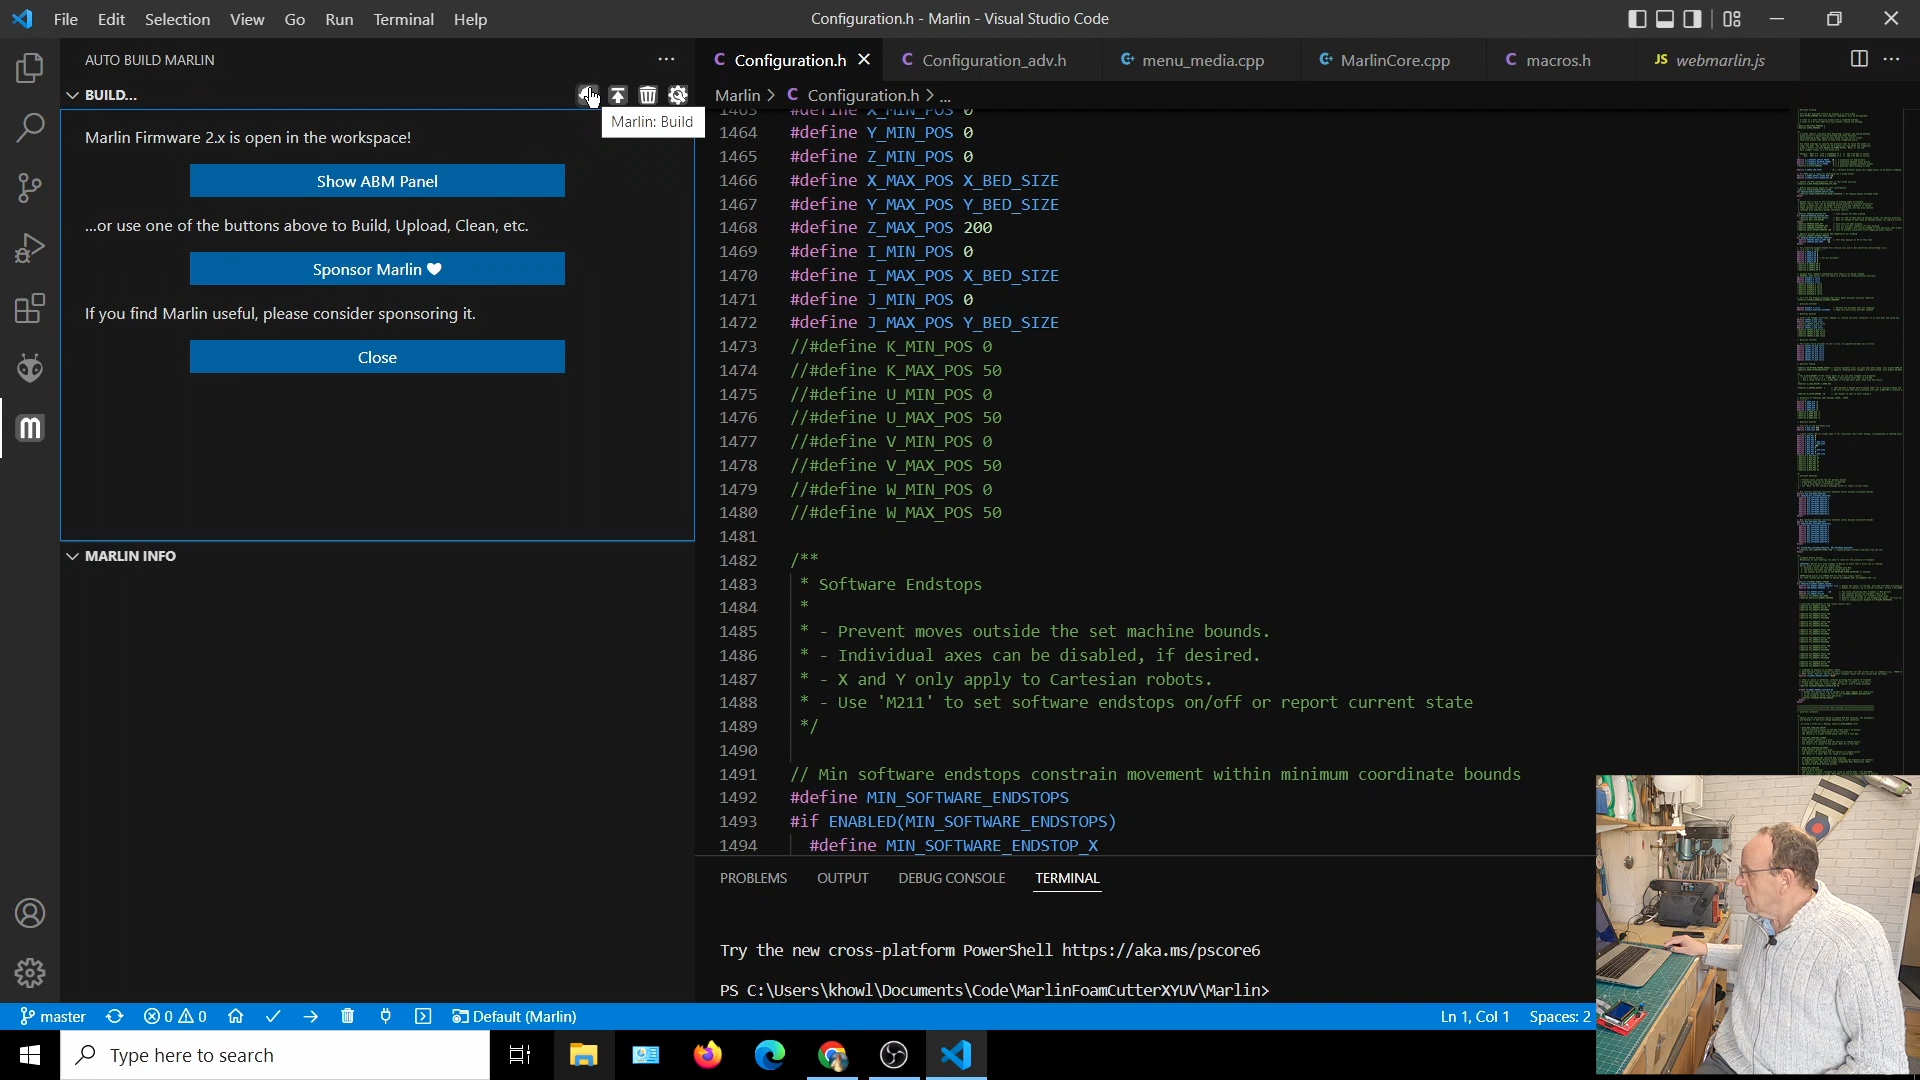 File Edit Selection View Go Run Terminal Help
Configuration.h - Marlin - Visual Studio Code
AUTO BUILD MARLIN
BUILD...
Marlin: Build
Marlin Firmware 2.x is open in the workspace!
Show ABM Panel
...or use one of the buttons above to Build, Upload, Clean, etc.
Sponsor Marlin
If you find Marlin useful, please consider sponsoring it.
Close
MARLIN INFO
Configuration.h Configuration_adv.h menu_media.cpp MarlinCore.cpp macros.h webmarlin.js
Marlin > C Configuration.h > ...
1463 #define X_MIN_POS 0
1464 #define Y_MIN_POS 0
1465 #define Z_MIN_POS 0
1466 #define X_MAX_POS X_BED_SIZE
1467 #define Y_MAX_POS Y_BED_SIZE
1468 #define Z_MAX_POS 200
1469 #define I_MIN_POS 0
1470 #define I_MAX_POS X_BED_SIZE
1471 #define J_MIN_POS 0
1472 #define J_MAX_POS Y_BED_SIZE
1473 //#define K_MIN_POS 0
1474 //#define K_MAX_POS 50
1475 //#define U_MIN_POS 0
1476 //#define U_MAX_POS 50
1477 //#define V_MIN_POS 0
1478 //#define V_MAX_POS 50
1479 //#define W_MIN_POS 0
1480 //#define W_MAX_POS 50
1481
1482 /**
1483 * Software Endstops
1484 *
1485 * - Prevent moves outside the set machine bounds.
1486 * - Individual axes can be disabled, if desired.
1487 * - X and Y only apply to Cartesian robots.
1488 * - Use 'M211' to set software endstops on/off or report current state
1489 */
1490
1491 // Min software endstops constrain movement within minimum coordinate bounds
1492 #define MIN_SOFTWARE_ENDSTOPS
1493 #if ENABLED(MIN_SOFTWARE_ENDSTOPS)
1494 #define MIN_SOFTWARE_ENDSTOP_X
PROBLEMS OUTPUT DEBUG CONSOLE TERMINAL
Try the new cross-platform PowerShell https://aka.ms/pscore6
PS C:\Users\khowl\Documents\Code\MarlinFoamCutterXYUV\Marlin>
master 0 0 Default (Marlin) Ln 1, Col 1 Spaces: 2
Type here to search